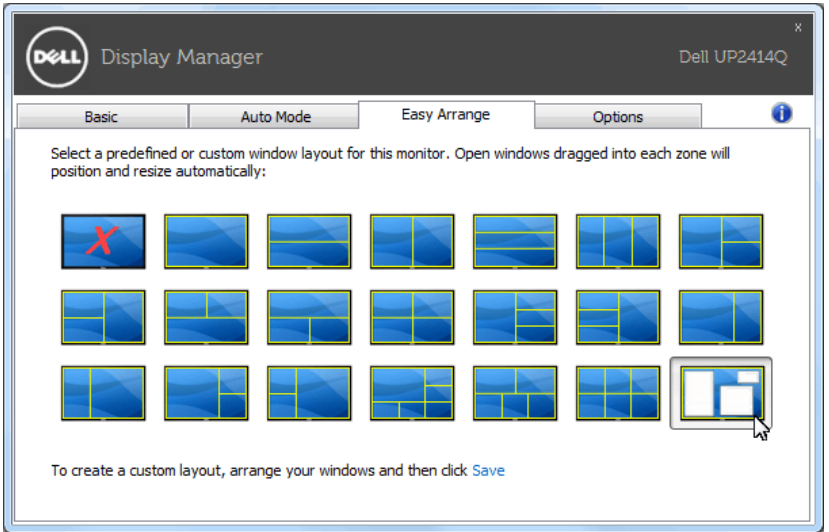 x
DELL Display Manager
Dell UP2414Q
Basic Auto Mode Easy Arrange Options
Select a predefined or custom window layout for this monitor. Open windows dragged into each zone will
position and resize automatically:
X
To create a custom layout, arrange your windows and then click Save